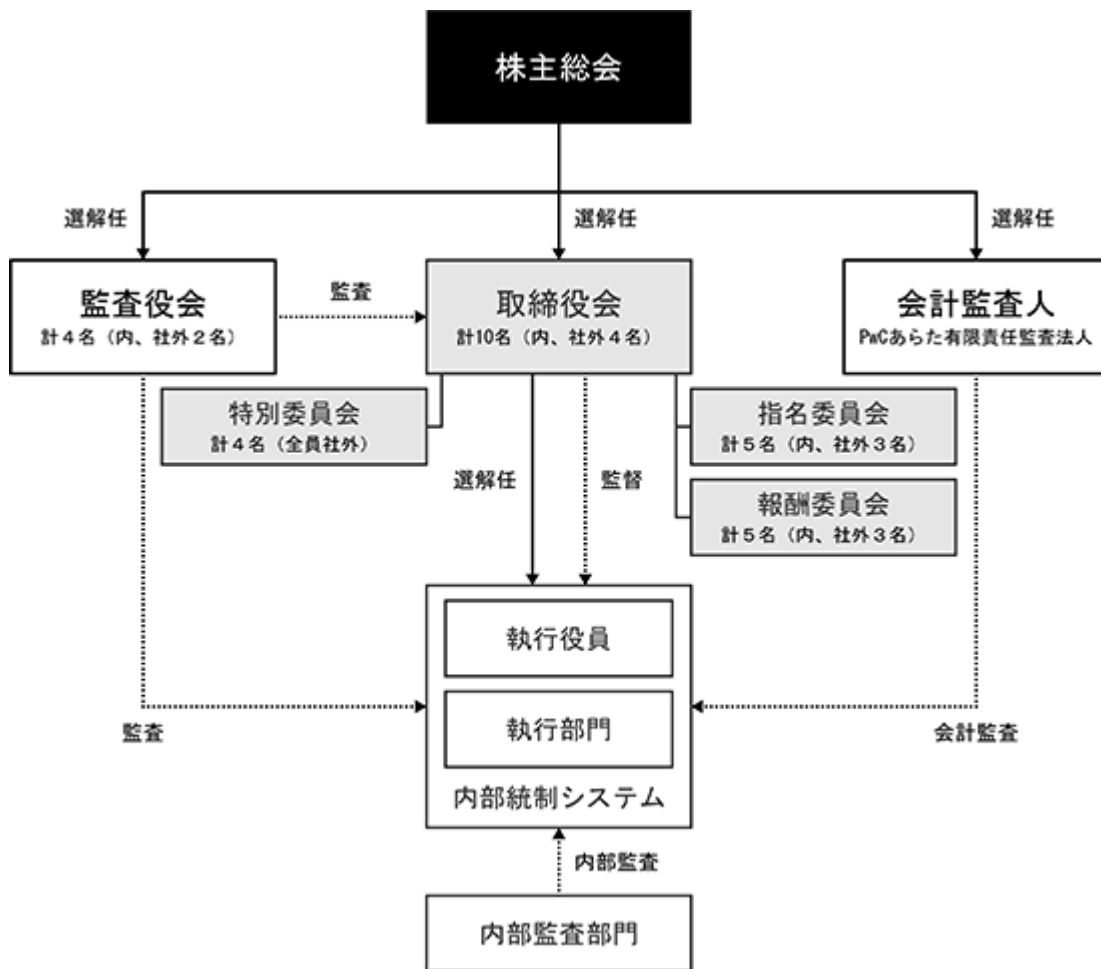 株主総会
選解任
選解任
選解任
監査役会
計4名（内、社外2名）
監査
取締役会
計10名（内、社外4名）
会計監査人
PwCあらた有限責任監査法人
特別委員会
計4名（全員社外）
指名委員会
計5名（内、社外3名）
選解任
監督
報酬委員会
計5名（内、社外3名）
執行役員
監査
執行部門
会計監査
内部統制システム
内部監査
内部監査部門